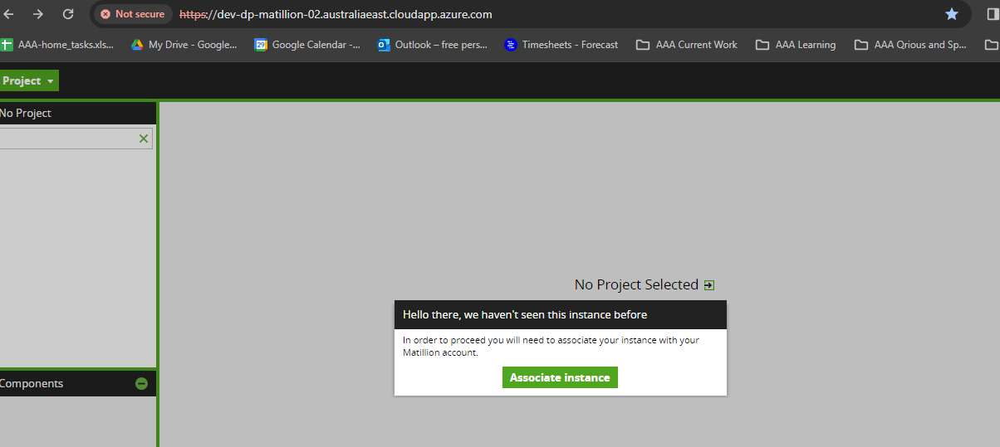 Not secure https://dev-dp-matillion-02.australiaeast.cloudapp.azure.com
AAA-home_tasks.xls... My Drive - Google... 29 Google Calendar -... Outlook – free pers... Timesheets - Forecast AAA Current Work AAA Learning AAA Qrious and Sp...
Project
No Project
No Project Selected
Hello there, we haven't seen this instance before
In order to proceed you will need to associate your instance with your
Matillion account.
Associate instance
Components